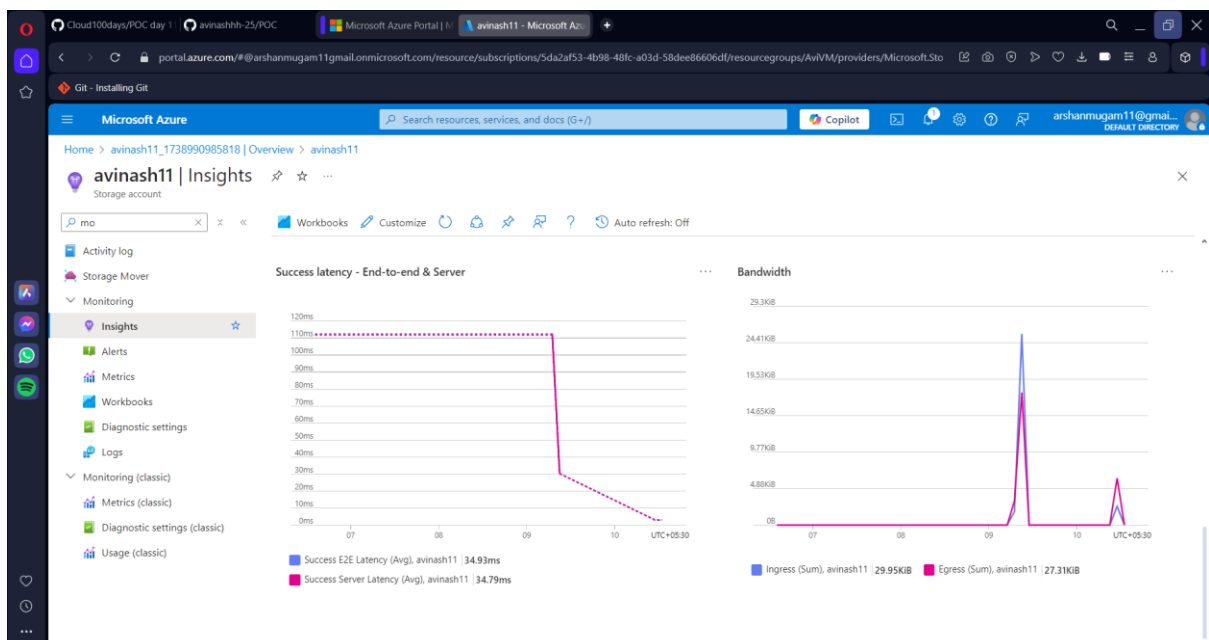 Cloud100days/POC day 1
avinashhh-25/POC
Microsoft Azure Portal | M
avinash11 - Microsoft Azu
portal.azure.com/#@arshanmugam11gmail.onmicrosoft.com/resource/subscriptions/5da2af53-4b98-48fc-a03d-58dee86606df/resourcegroups/AviVM/providers/Microsoft.Sto
Git - Installing Git
Microsoft Azure
Search resources, services, and docs (G+/)
Copilot
arshanmugam11@gmai...
DEFAULT DIRECTORY
Home > avinash11_1738990985818 | Overview > avinash11
avinash11 | Insights
Storage account
mo
Workbooks
Customize
Auto refresh: Off
Activity log
Storage Mover
Monitoring
Insights
Alerts
Metrics
Workbooks
Diagnostic settings
Logs
Monitoring (classic)
Metrics (classic)
Diagnostic settings (classic)
Usage (classic)
Success latency - End-to-end & Server
120ms
110ms
100ms
90ms
80ms
70ms
60ms
50ms
40ms
30ms
20ms
10ms
0ms
07 08 09 10 UTC+05:30
Success E2E Latency (Avg), avinash11 | 34.93ms
Success Server Latency (Avg), avinash11 | 34.79ms
Bandwidth
29.3KiB
24.41KiB
19.53KiB
14.65KiB
9.77KiB
4.88KiB
0B
07 08 09 10 UTC+05:30
Ingress (Sum), avinash11 | 29.95KiB
Egress (Sum), avinash11 | 27.31KiB